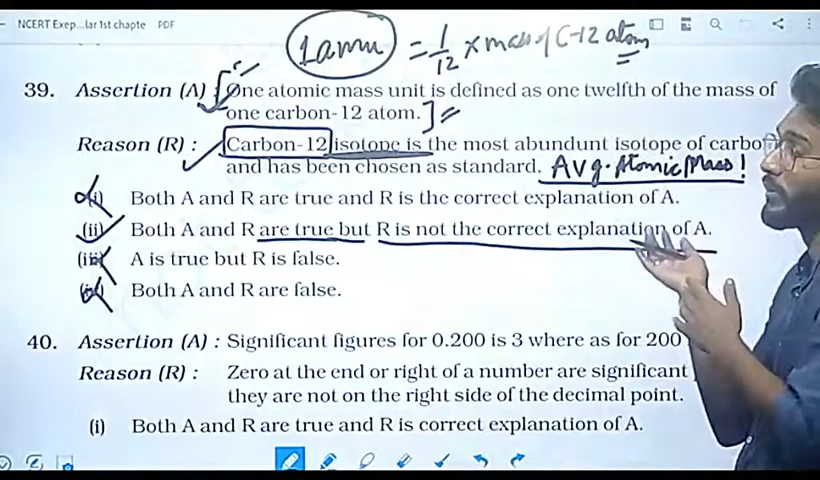 NCERT Exep...lar 1st chapte PDF
1 amu = 1/12 × mass of C-12 atom
39. Assertion (A) : One atomic mass unit is defined as one twelfth of the mass of
one carbon-12 atom.
Reason (R) : Carbon-12 isotope is the most abundunt isotope of carbon
and has been chosen as standard. Avg. Atomic Mass!
(i) Both A and R are true and R is the correct explanation of A.
(ii) Both A and R are true but R is not the correct explanation of A.
(iii) A is true but R is false.
Both A and R are false.
40. Assertion (A) : Significant figures for 0.200 is 3 where as for 200
Reason (R) : Zero at the end or right of a number are significant
they are not on the right side of the decimal point.
(i) Both A and R are true and R is correct explanation of A.